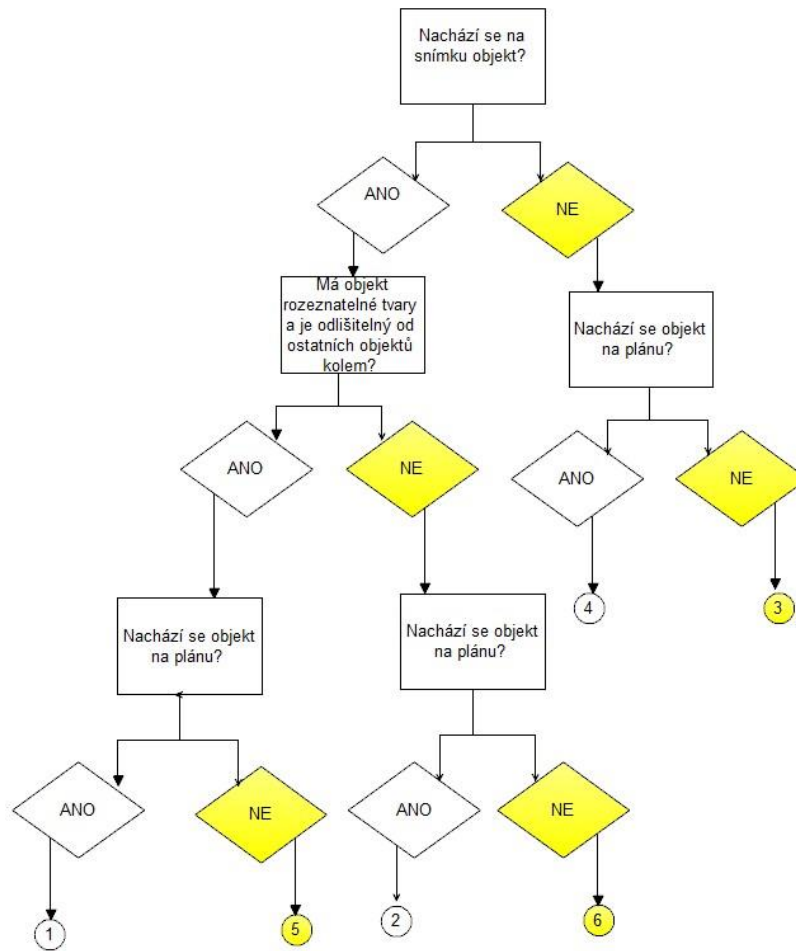 Nachází se na
snímku objekt?
ANO
NE
Má objekt
rozeznatelné tvary
a je odlišitelný od
ostatních objektů
kolem?
Nachází se objekt
na plánu?
ANO
NE
ANO
NE
4
3
Nachází se objekt
na plánu?
Nachází se objekt
na plánu?
ANO
NE
ANO
NE
1
5
2
6